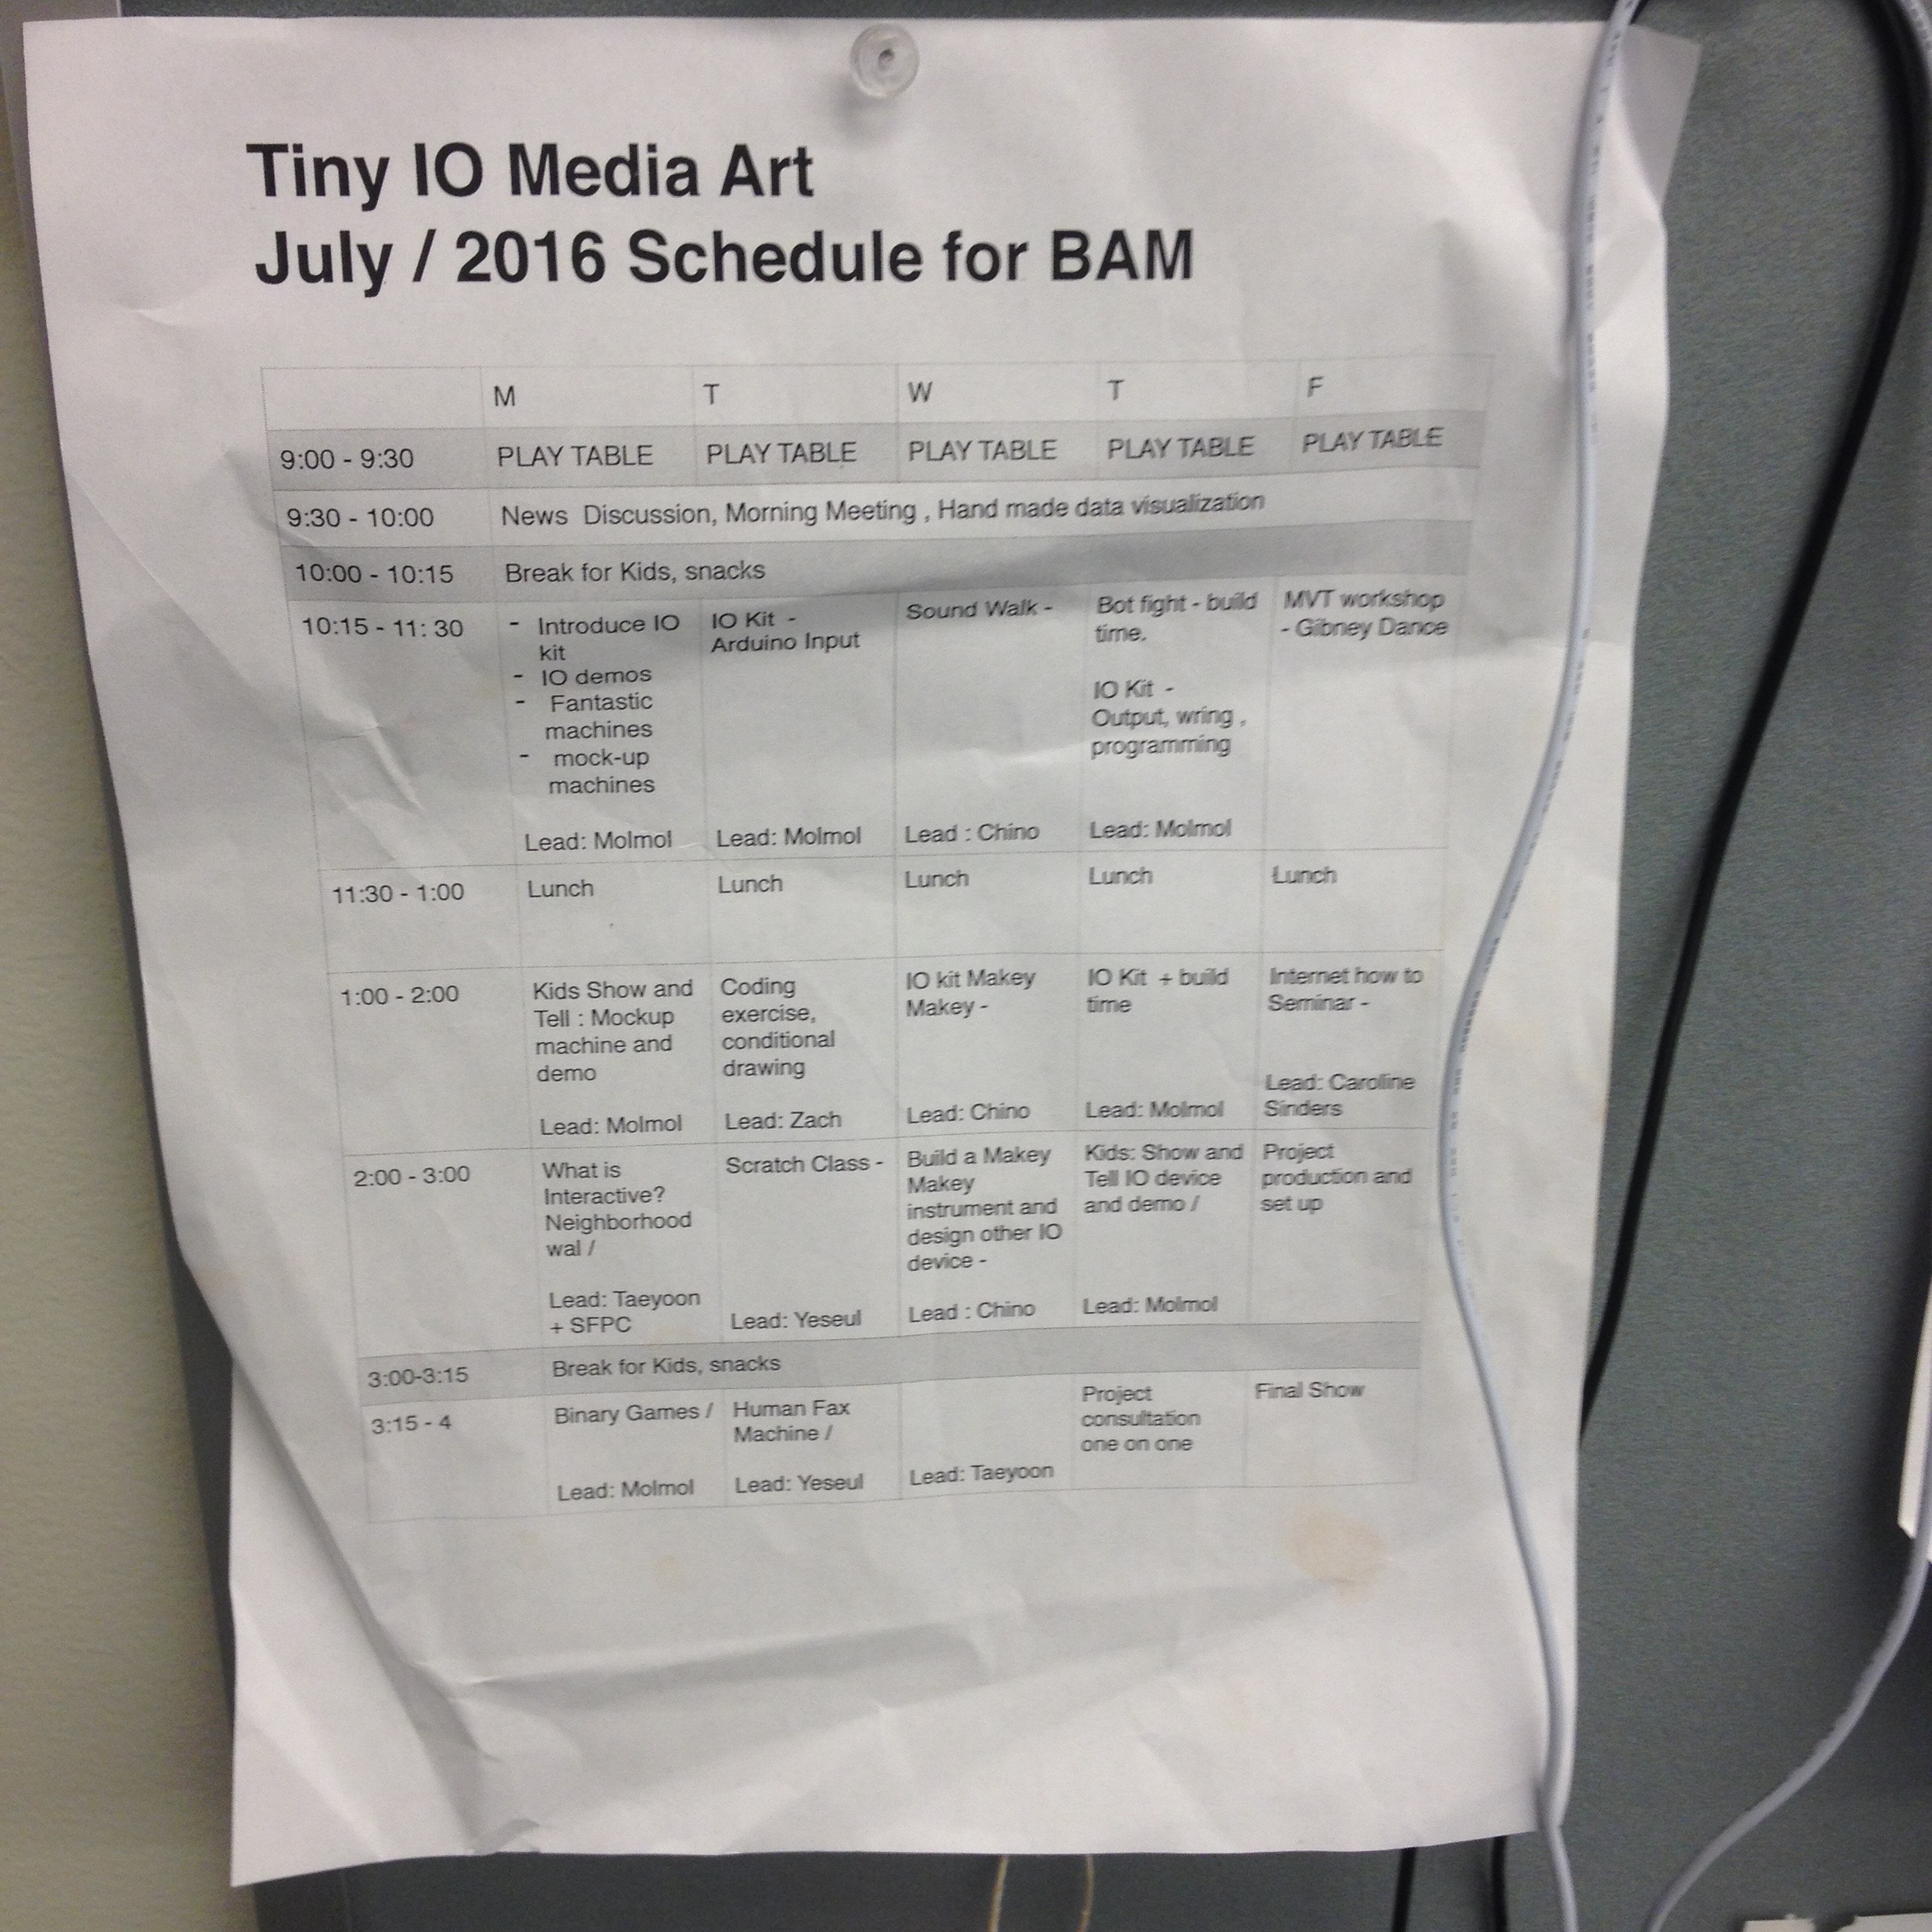 Tiny IO Media Art
July / 2016 Schedule for BAM
M T W T F
9:00 - 9:30 PLAY TABLE PLAY TABLE PLAY TABLE PLAY TABLE PLAY TABLE
9:30 - 10:00 News Discussion, Morning Meeting , Hand made data visualization
10:00 - 10:15 Break for Kids, snacks
10:15 - 11: 30
- Introduce IO
kit
- IO demos
- Fantastic
machines
- mock-up
machines
Lead: Molmol
IO Kit -
Arduino Input
Lead: Molmol
Sound Walk -
Lead : Chino
Bot fight - build
time.
IO Kit -
Output, wring ,
programming
Lead: Molmol
MVT workshop
- Gibney Dance
11:30 - 1:00 Lunch Lunch Lunch Lunch Lunch
1:00 - 2:00
Kids Show and
Tell : Mockup
machine and
demo
Lead: Molmol
Coding
exercise,
conditional
drawing
Lead: Zach
IO kit Makey
Makey -
Lead: Chino
IO Kit + build
time
Lead: Molmol
Internet how to
Seminar -
Lead: Caroline
Sinders
2:00 - 3:00
What is
Interactive?
Neighborhood
wal /
Lead: Taeyoon
+ SFPC
Scratch Class -
Lead: Yeseul
Build a Makey
Makey
instrument and
design other IO
device -
Lead : Chino
Kids: Show and
Tell IO device
and demo /
Lead: Molmol
Project
production and
set up
3:00-3:15 Break for Kids, snacks
3:15 - 4
Binary Games /
Lead: Molmol
Human Fax
Machine /
Lead: Yeseul
Lead: Taeyoon
Project
consultation
one on one
Final Show